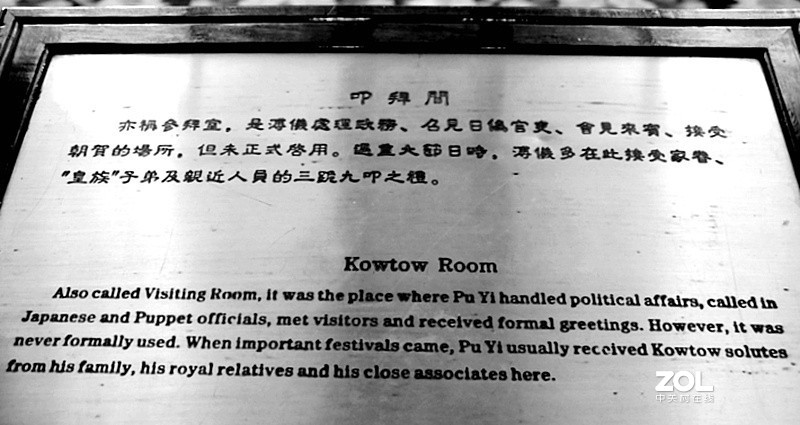 叩拜間
亦稱參拜室，是溥儀處理政務、召見日偽官吏、會見來賓、接受
朝賀的場所，但未正式啓用。遇重大節日時，溥儀多在此接受家眷、
"皇族"子弟及親近人員的三跪九叩之禮。
Kowtow Room
Also called Visiting Room, it was the place where Pu Yi handled political affairs, called in
Japanese and Puppet officials, met visitors and received formal greetings. However, it was
never formally used. When important festivals came, Pu Yi usually received Kowtow solutes
from his family, his royal relatives and his close associates here.
ZOL
中关村在线